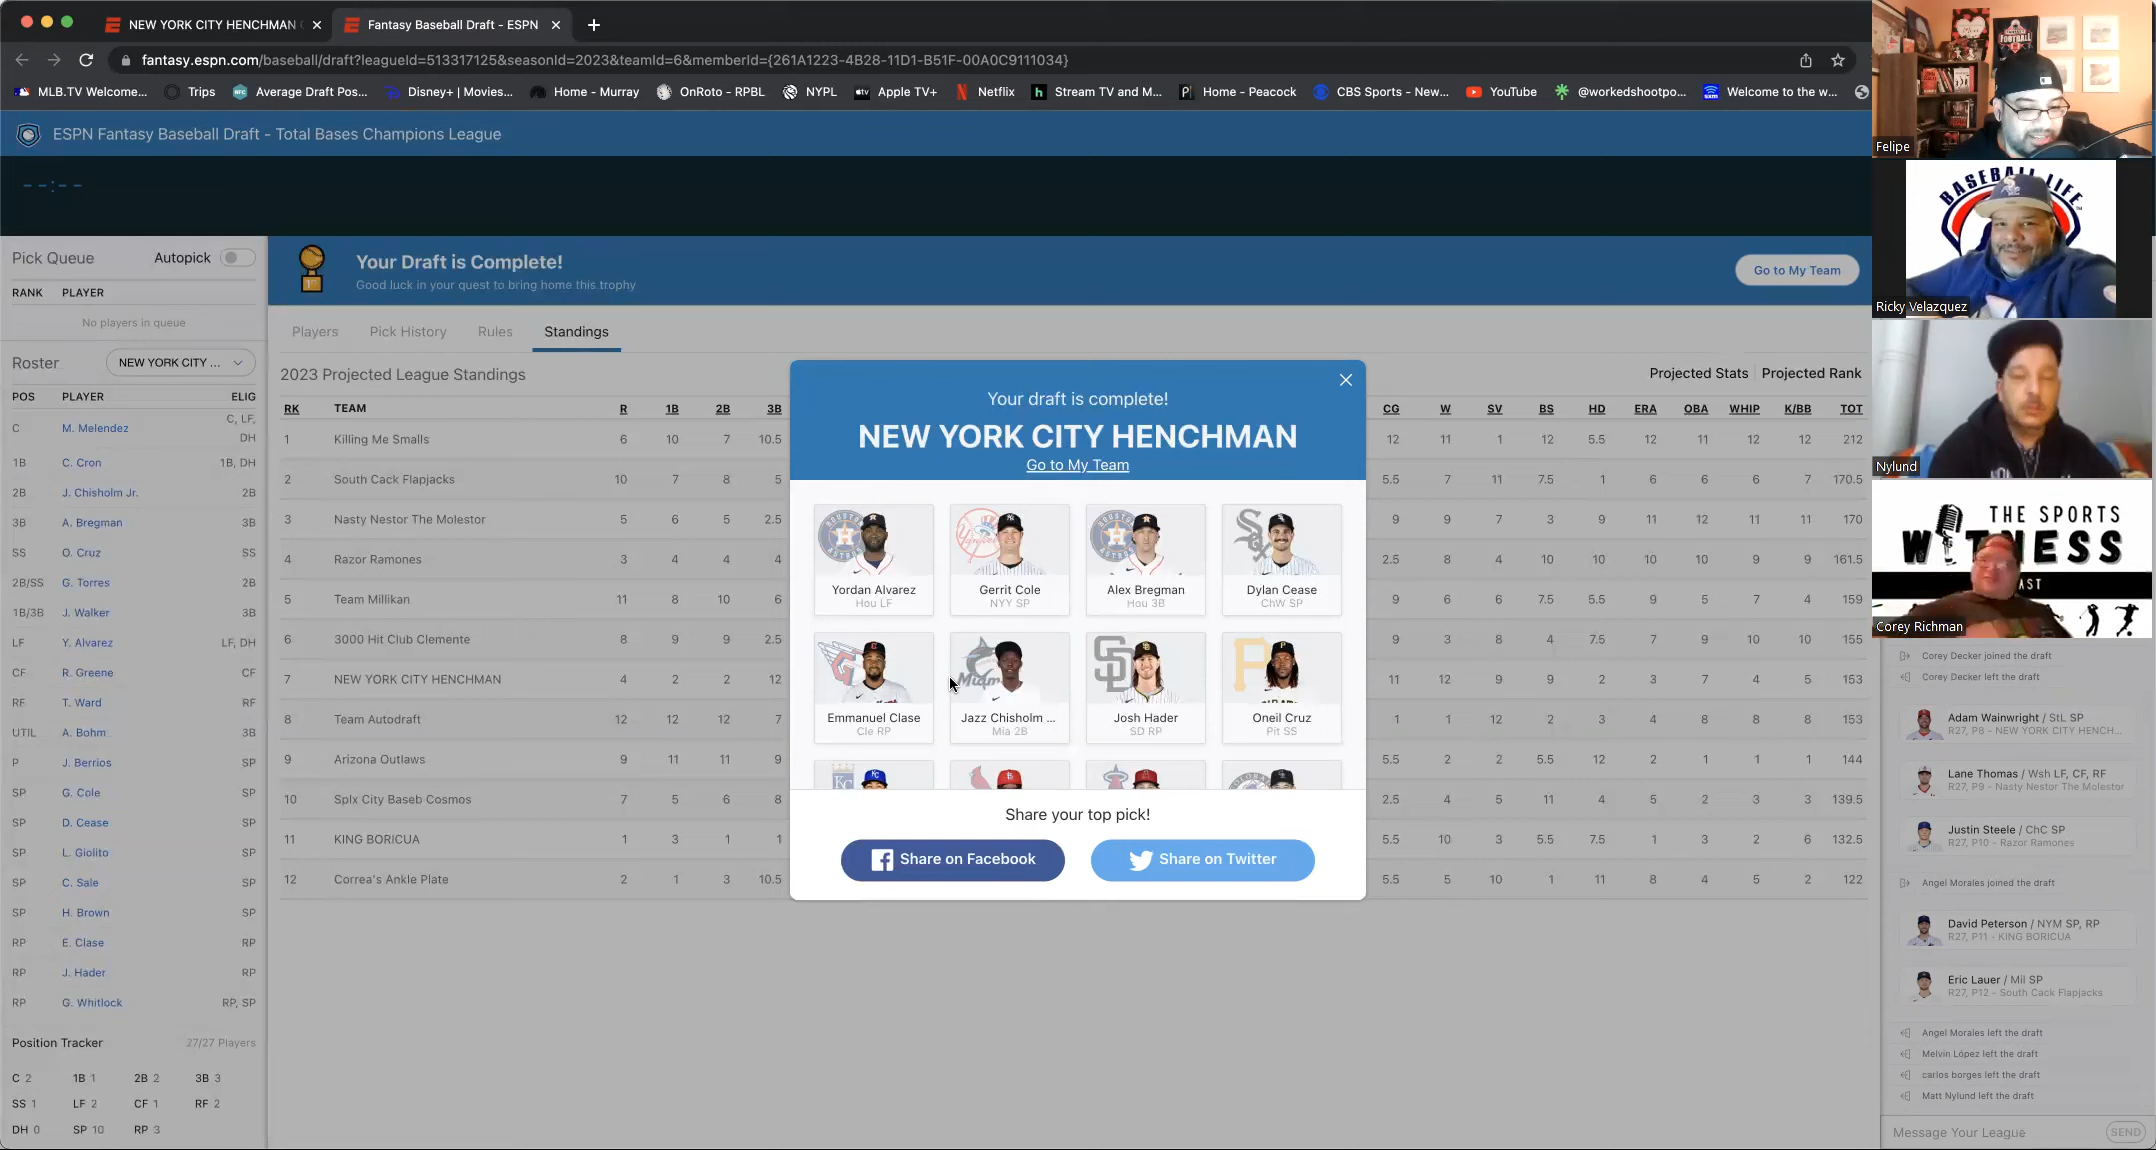 NEW YORK CITY HENCHMAN
Fantasy Baseball Draft - ESPN
fantasy.espn.com/baseball/draft?leagueId=513317125&seasonId=2023&teamId=6&memberId={261A1223-4B28-11D1-B51F-00A0C9111034}
MLB.TV Welcome... Trips Average Draft Pos... Disney+ | Movies... Home - Murray OnRoto - RPBL NYPL Apple TV+ Netflix Stream TV and M... Home - Peacock CBS Sports - New... YouTube @workedshootpo... Welcome to the w...
ESPN Fantasy Baseball Draft - Total Bases Champions League
--:--
Pick Queue Autopick
RANK PLAYER
No players in queue
Roster NEW YORK CITY ...
POS PLAYER ELIG
C M. Melendez C, LF, DH
1B C. Cron 1B, DH
2B J. Chisholm Jr. 2B
3B A. Bregman 3B
SS O. Cruz SS
2B/SS G. Torres 2B
1B/3B J. Walker 3B
LF Y. Alvarez LF, DH
CF R. Greene CF
RF T. Ward RF
UTIL A. Bohm 3B
P J. Berrios SP
SP G. Cole SP
SP D. Cease SP
SP L. Giolito SP
SP C. Sale SP
SP H. Brown SP
RP E. Clase RP
RP J. Hader RP
RP G. Whitlock RP, SP
Position Tracker 27/27 Players
C 2 1B 1 2B 2 3B 3
SS 1 LF 2 CF 1 RF 2
DH 0 SP 10 RP 3
Your Draft is Complete!
Good luck in your quest to bring home this trophy
Go to My Team
Players Pick History Rules Standings
2023 Projected League Standings Projected Stats Projected Rank
RK TEAM R 1B 2B 3B CG W SV BS HD ERA OBA WHIP K/BB TOT
1 Killing Me Smalls 6 10 7 10.5 12 11 1 12 5.5 12 11 12 12 212
2 South Cack Flapjacks 10 7 8 5 5.5 7 11 7.5 1 6 6 6 7 170.5
3 Nasty Nestor The Molestor 5 6 5 2.5 9 9 7 3 9 11 12 11 11 170
4 Razor Ramones 3 4 4 4 2.5 8 4 10 10 10 10 9 9 161.5
5 Team Millikan 11 8 10 6 9 6 6 7.5 5.5 9 5 7 4 159
6 3000 Hit Club Clemente 8 9 9 2.5 9 3 8 4 7.5 7 9 10 10 155
7 NEW YORK CITY HENCHMAN 4 2 2 12 11 12 9 9 2 3 7 4 5 153
8 Team Autodraft 12 12 12 7 1 1 12 2 3 4 8 8 8 153
9 Arizona Outlaws 9 11 11 9 5.5 2 2 5.5 12 2 1 1 1 144
10 Splx City Baseb Cosmos 7 5 6 8 2.5 4 5 11 4 5 2 3 3 139.5
11 KING BORICUA 1 3 1 1 5.5 10 3 5.5 7.5 1 3 2 6 132.5
12 Correa's Ankle Plate 2 1 3 10.5 5.5 5 10 1 11 8 4 5 2 122
Your draft is complete!
NEW YORK CITY HENCHMAN
Go to My Team
Yordan Alvarez Gerrit Cole Alex Bregman Dylan Cease
Hou LF NYY SP Hou 3B ChW SP
Emmanuel Clase Jazz Chisholm ... Josh Hader Oneil Cruz
Cle RP Mia 2B SD RP Pit SS
Share your top pick!
Share on Facebook Share on Twitter
Felipe
BASEBALL LIFE
Ricky Velazquez
Nylund
THE SPORTS
WITNESS
Corey Richman
Corey Decker joined the draft
Corey Decker left the draft
Adam Wainwright / StL SP
R27, P8 - NEW YORK CITY HENCH...
Lane Thomas / Wsh LF, CF, RF
R27, P9 - Nasty Nestor The Molestor
Justin Steele / ChC SP
R27, P10 - Razor Ramones
Angel Morales joined the draft
David Peterson / NYM SP, RP
R27, P11 - KING BORICUA
Eric Lauer / Mil SP
R27, P12 - South Cack Flapjacks
Angel Morales left the draft
Melvin López left the draft
carlos borges left the draft
Matt Nylund left the draft
Message Your League SEND